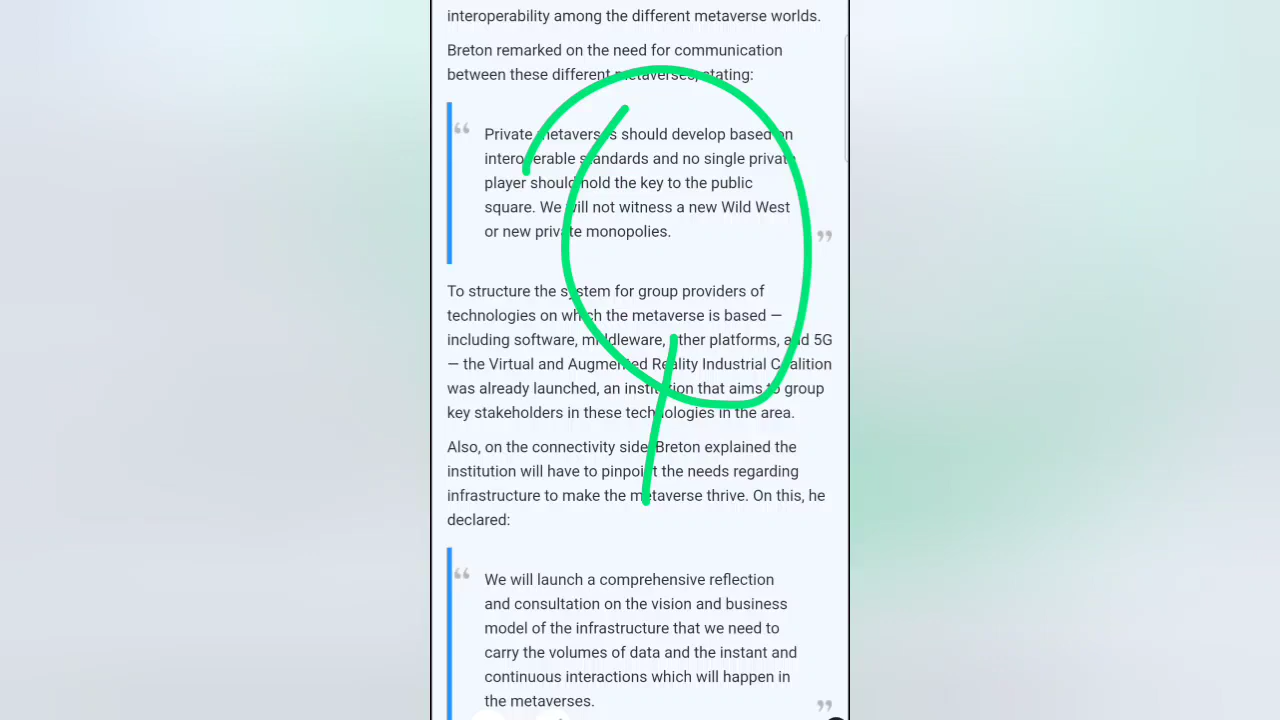 interoperability among the different metaverse worlds.
Breton remarked on the need for communication
between these different metaverses, stating:
“ Private metaverses should develop based on
interoperable standards and no single private
player should hold the key to the public
square. We will not witness a new Wild West
or new private monopolies. ”
To structure the system for group providers of
technologies on which the metaverse is based —
including software, middleware, other platforms, and 5G
— the Virtual and Augmented Reality Industrial Coalition
was already launched, an institution that aims to group
key stakeholders in these technologies in the area.
Also, on the connectivity side, Breton explained the
institution will have to pinpoint the needs regarding
infrastructure to make the metaverse thrive. On this, he
declared:
“ We will launch a comprehensive reflection
and consultation on the vision and business
model of the infrastructure that we need to
carry the volumes of data and the instant and
continuous interactions which will happen in
the metaverses. ”